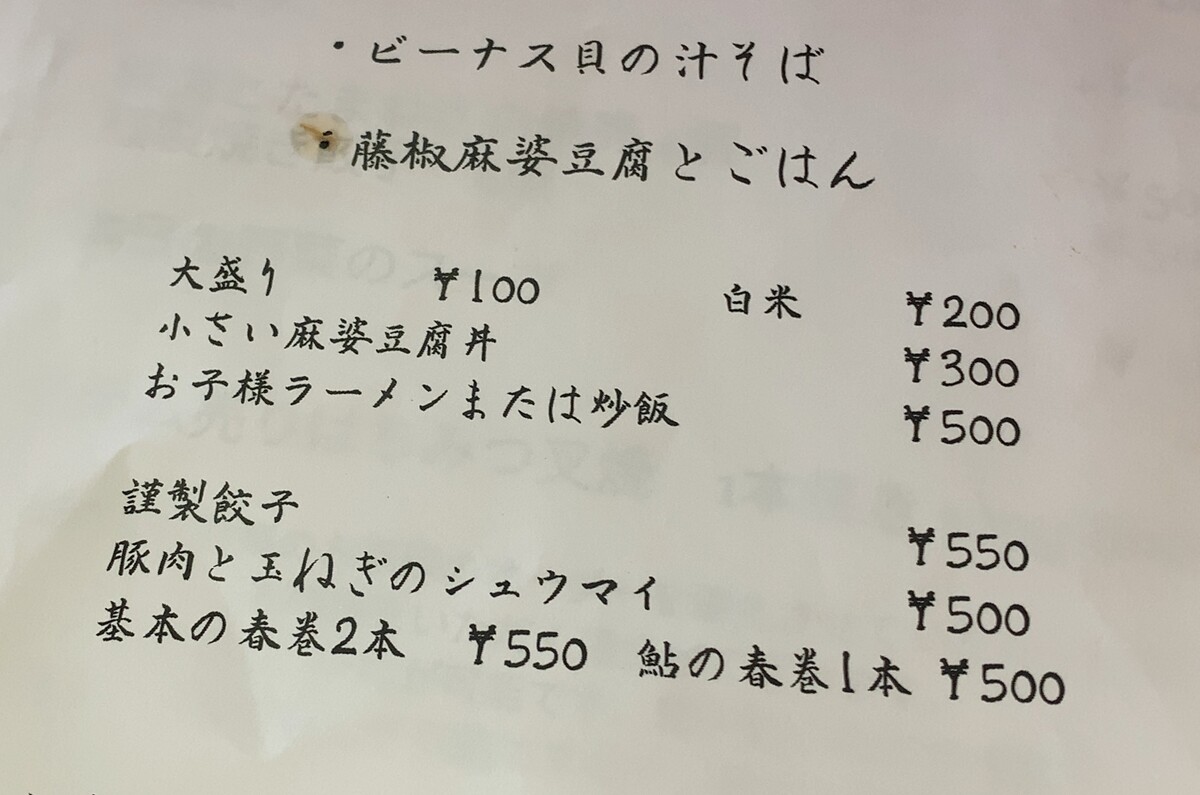 ・ビーナス貝の汁そば
・藤椒麻婆豆腐とごはん
大盛り ¥100 白米 ¥200
小さい麻婆豆腐丼 ¥300
お子様ラーメンまたは炒飯 ¥500
謹製餃子 ¥550
豚肉と玉ねぎのシュウマイ ¥500
基本の春巻2本 ¥550 鮎の春巻1本 ¥500